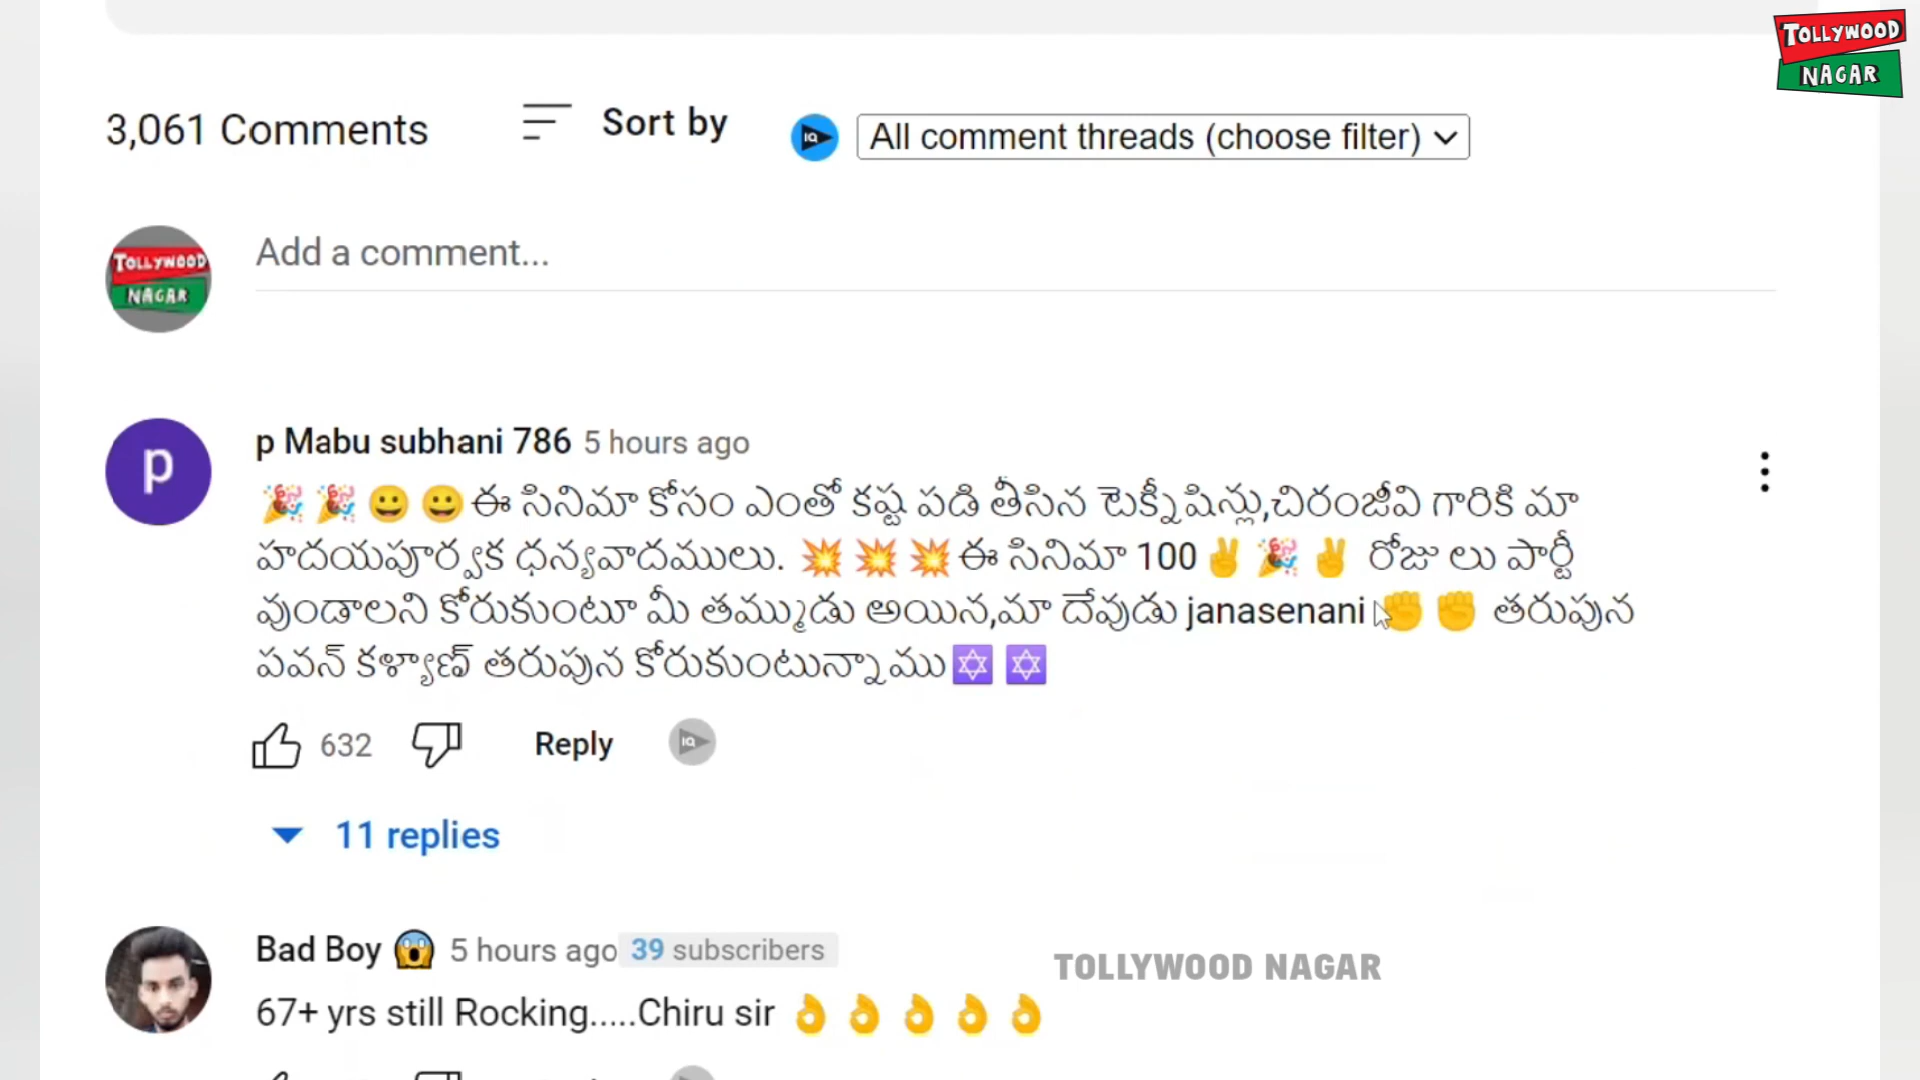 TOLLYWOOD
NAGAR
3,061 Comments
Sort by
All comment threads (choose filter)
TOLLYWOOD
NAGAR
Add a comment...
p
p Mabu subhani 786 5 hours ago
🎉🎉😀😀ఈ సినిమా కోసం ఎంతో కష్ట పడి తీసిన టెక్నీషిన్లు,చిరంజీవి గారికి మా
హదయపూర్వక ధన్యవాదములు. 💥💥💥ఈ సినిమా 100✌️🎉✌️ రోజు లు పార్టీ
వుండాలని కోరుకుంటూ మీ తమ్ముడు అయిన,మా దేవుడు janasenani ✊✊ తరుపున
పవన్ కళ్యాణ్ తరుపున కోరుకుంటున్నాము🔯🔯
632 Reply IQ
11 replies
Bad Boy 😱 5 hours ago 39 subscribers
67+ yrs still Rocking.....Chiru sir 👌👌👌👌👌
TOLLYWOOD NAGAR